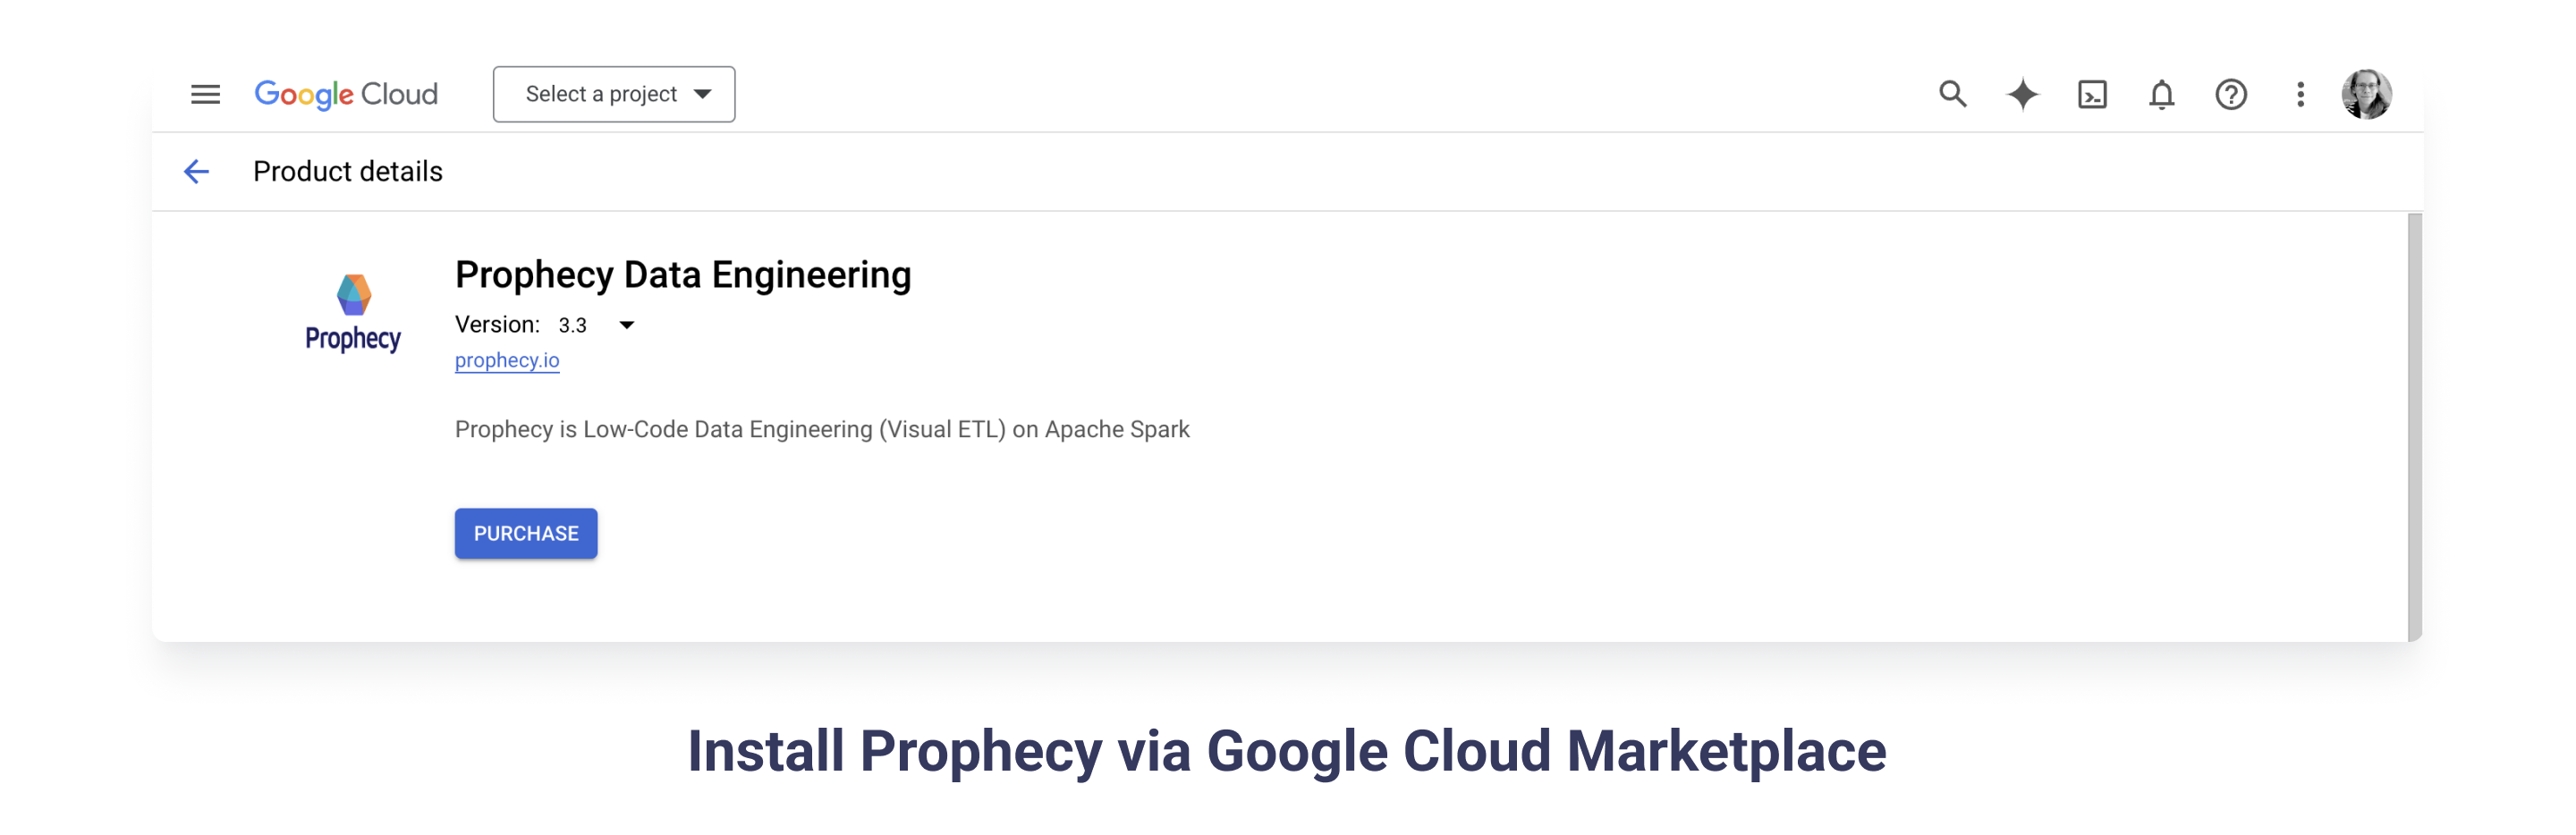 Google Cloud
Select a project
Product details
Prophecy Data Engineering
Prophecy
Version: 3.3
prophecy.io
Prophecy is Low-Code Data Engineering (Visual ETL) on Apache Spark
PURCHASE
Install Prophecy via Google Cloud Marketplace